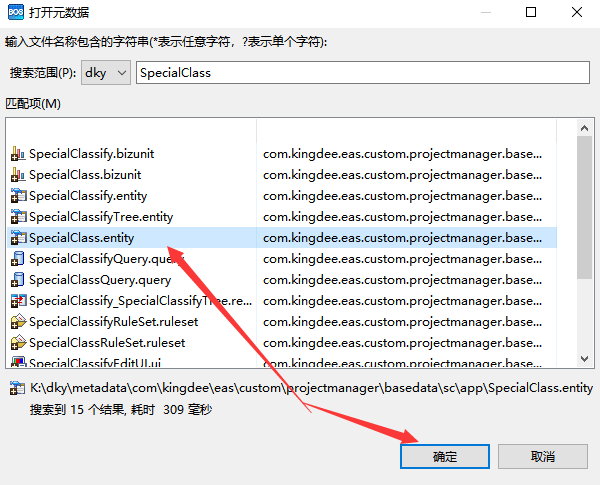 BOS 打开元数据
输入文件名称包含的字符串(*表示任意字符，?表示单个字符):
搜索范围(P): dky SpecialClass
匹配项(M)
SpecialClassify.bizunit com.kingdee.eas.custom.projectmanager.base...
SpecialClass.bizunit com.kingdee.eas.custom.projectmanager.base...
SpecialClassify.entity com.kingdee.eas.custom.projectmanager.base...
SpecialClassifyTree.entity com.kingdee.eas.custom.projectmanager.base...
SpecialClass.entity com.kingdee.eas.custom.projectmanager.base...
SpecialClassifyQuery.query com.kingdee.eas.custom.projectmanager.base...
SpecialClassQuery.query com.kingdee.eas.custom.projectmanager.base...
SpecialClassify_SpecialClassifyTree.re... com.kingdee.eas.custom.projectmanager.base...
SpecialClassifyRuleSet.ruleset com.kingdee.eas.custom.projectmanager.base...
SpecialClassRuleSet.ruleset com.kingdee.eas.custom.projectmanager.base...
SpecialClassifyEditUI.ui com.kingdee.eas.custom.projectmanager.base...
K:\dky\metadata\com\kingdee\eas\custom\projectmanager\basedata\sc\app\SpecialClass.entity
搜索到 15 个结果, 耗时 309 毫秒
确定 取消